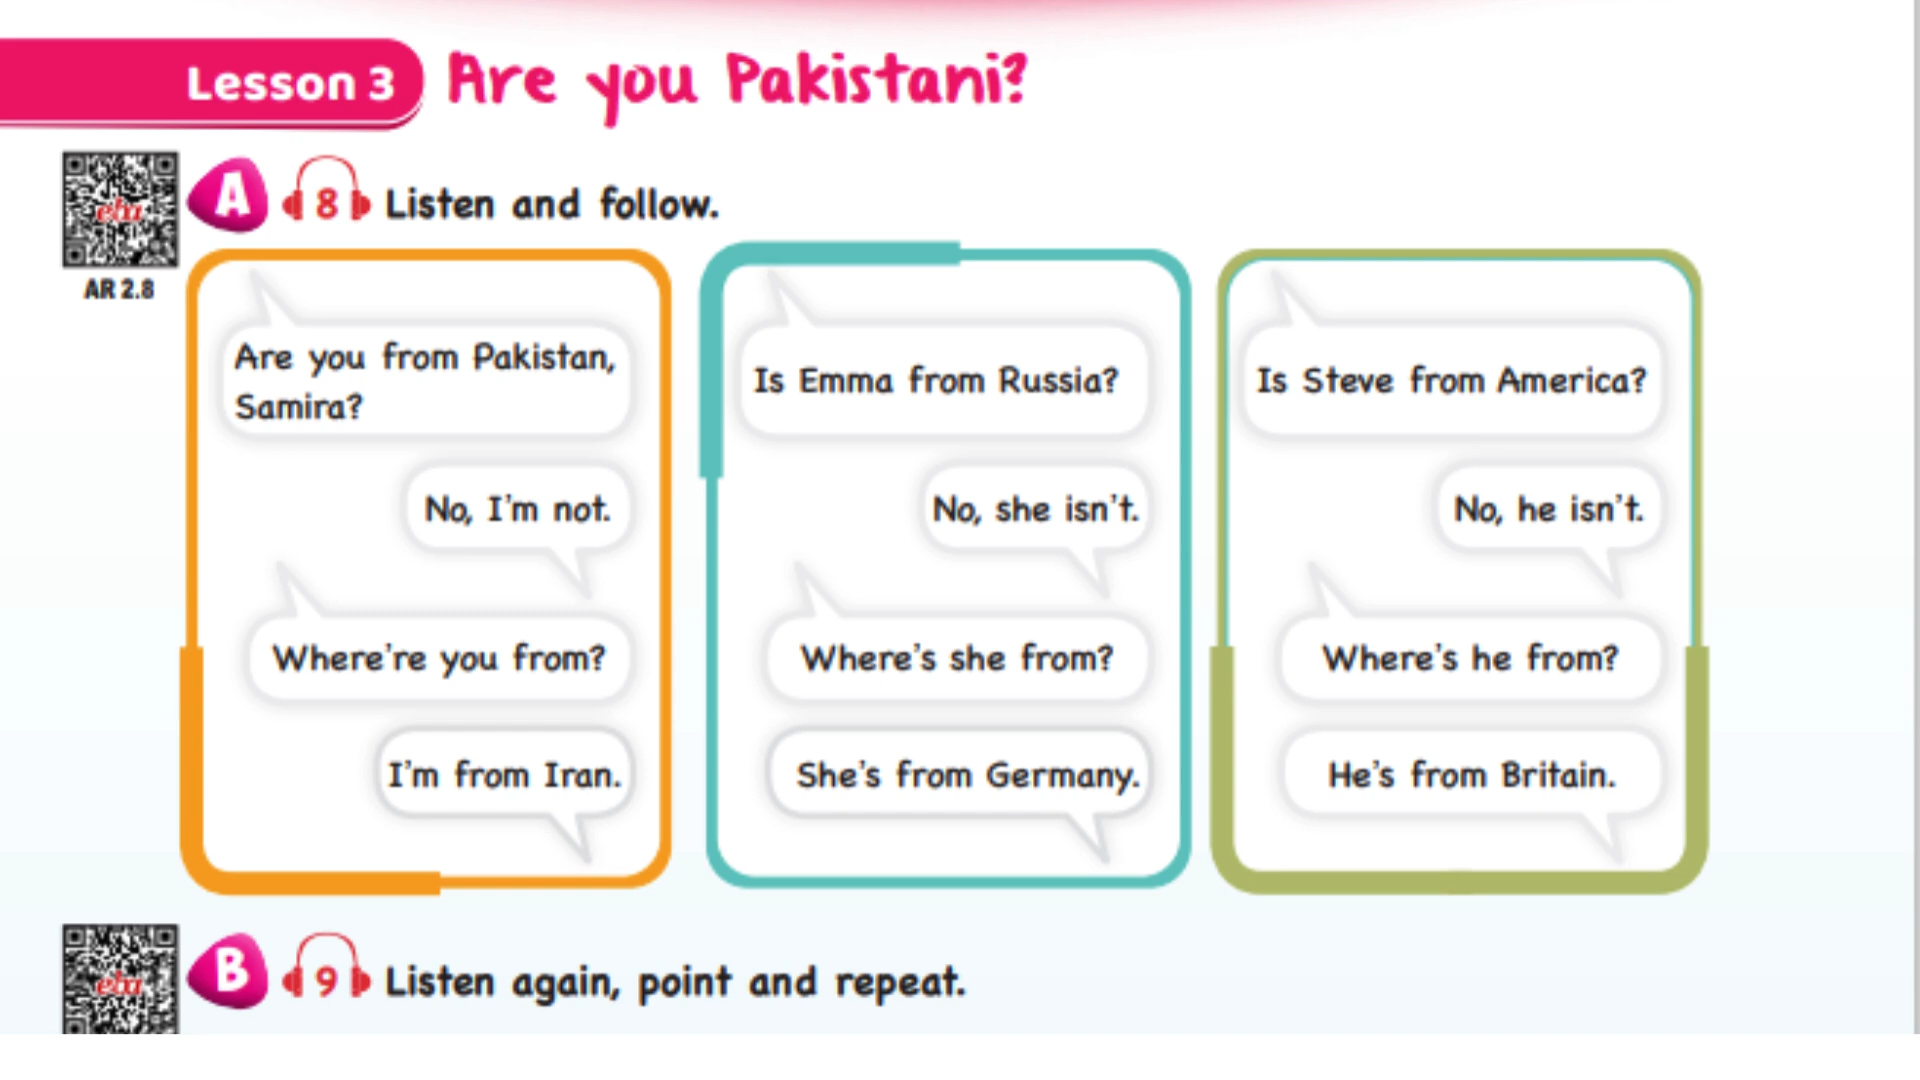 Lesson 3 Are you Pakistani?
A 8 Listen and follow.
eba
AR 2.8
Are you from Pakistan,
Samira?
No, I'm not.
Where're you from?
I'm from Iran.
Is Emma from Russia?
No, she isn't.
Where's she from?
She's from Germany.
Is Steve from America?
No, he isn't.
Where's he from?
He's from Britain.
eba
B 9 Listen again, point and repeat.